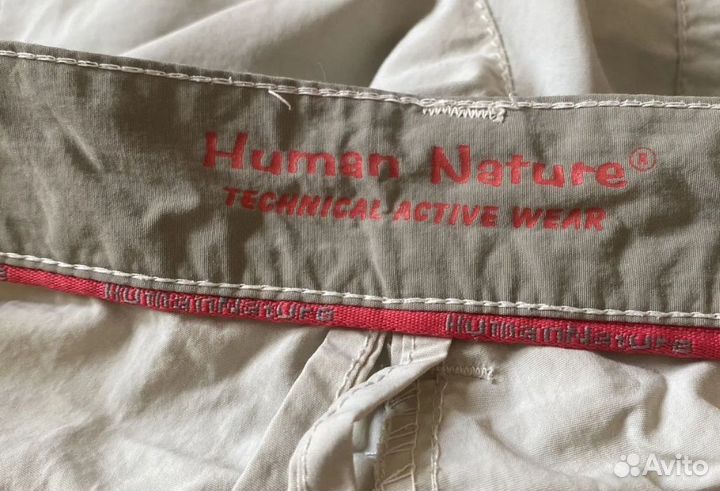 Human Nature®
TECHNICAL ACTIVE WEAR
HumanNature HumanNature
Avito